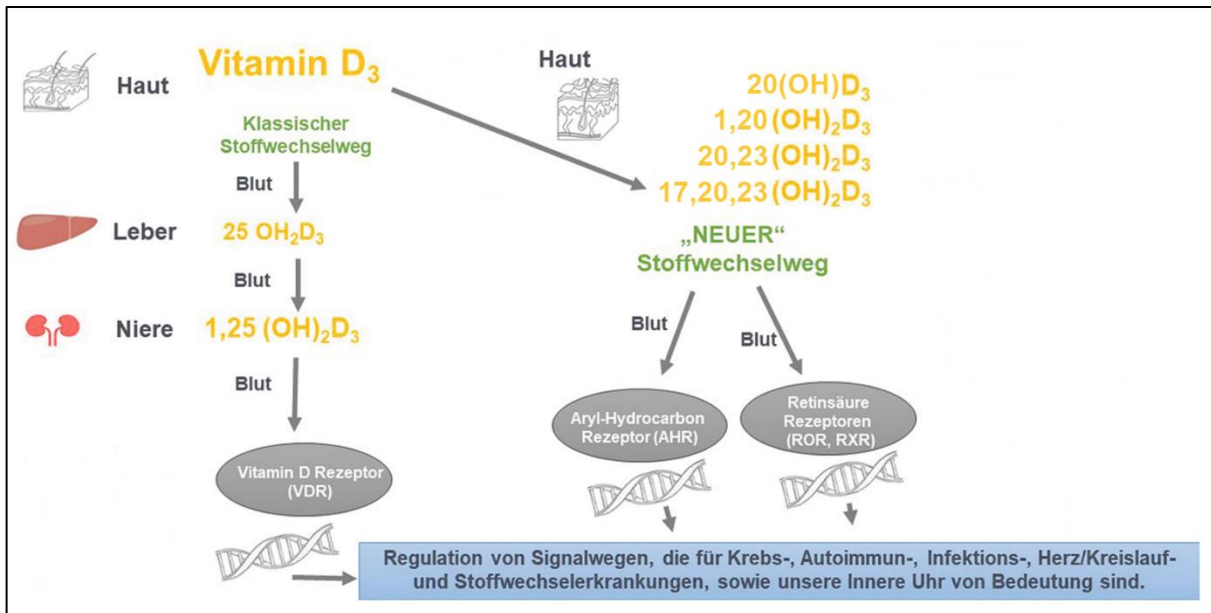 Haut
Vitamin D₃
Klassischer
Stoffwechselweg
Blut
Leber
25 OH₂D₃
Blut
Niere
1,25 (OH)₂D₃
Blut
Vitamin D Rezeptor
(VDR)
Haut
20(OH)D₃
1,20 (OH)₂D₃
20,23 (OH)₂D₃
17,20,23 (OH)₂D₃
„NEUER“
Stoffwechselweg
Blut
Blut
Aryl-Hydrocarbon
Rezeptor (AHR)
Retinsäure
Rezeptoren
(ROR, RXR)
Regulation von Signalwegen, die für Krebs-, Autoimmun-, Infektions-, Herz/Kreislauf-
und Stoffwechselerkrankungen, sowie unsere Innere Uhr von Bedeutung sind.